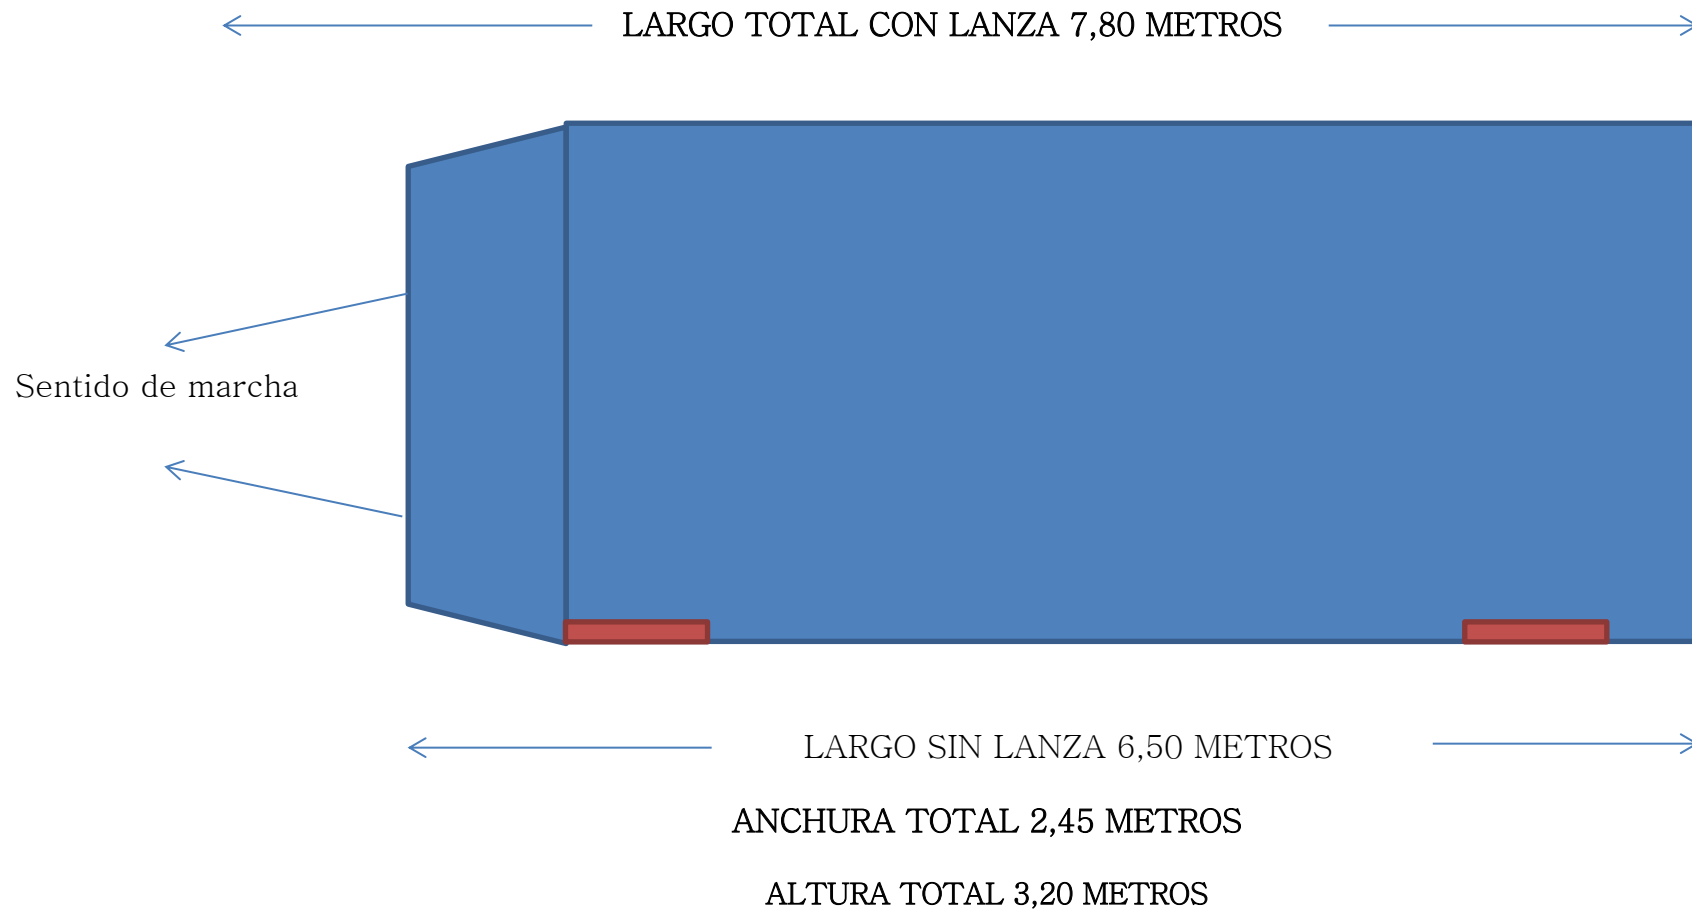 LARGO TOTAL CON LANZA 7,80 METROS
Sentido de marcha
LARGO SIN LANZA 6,50 METROS
ANCHURA TOTAL 2,45 METROS
ALTURA TOTAL 3,20 METROS